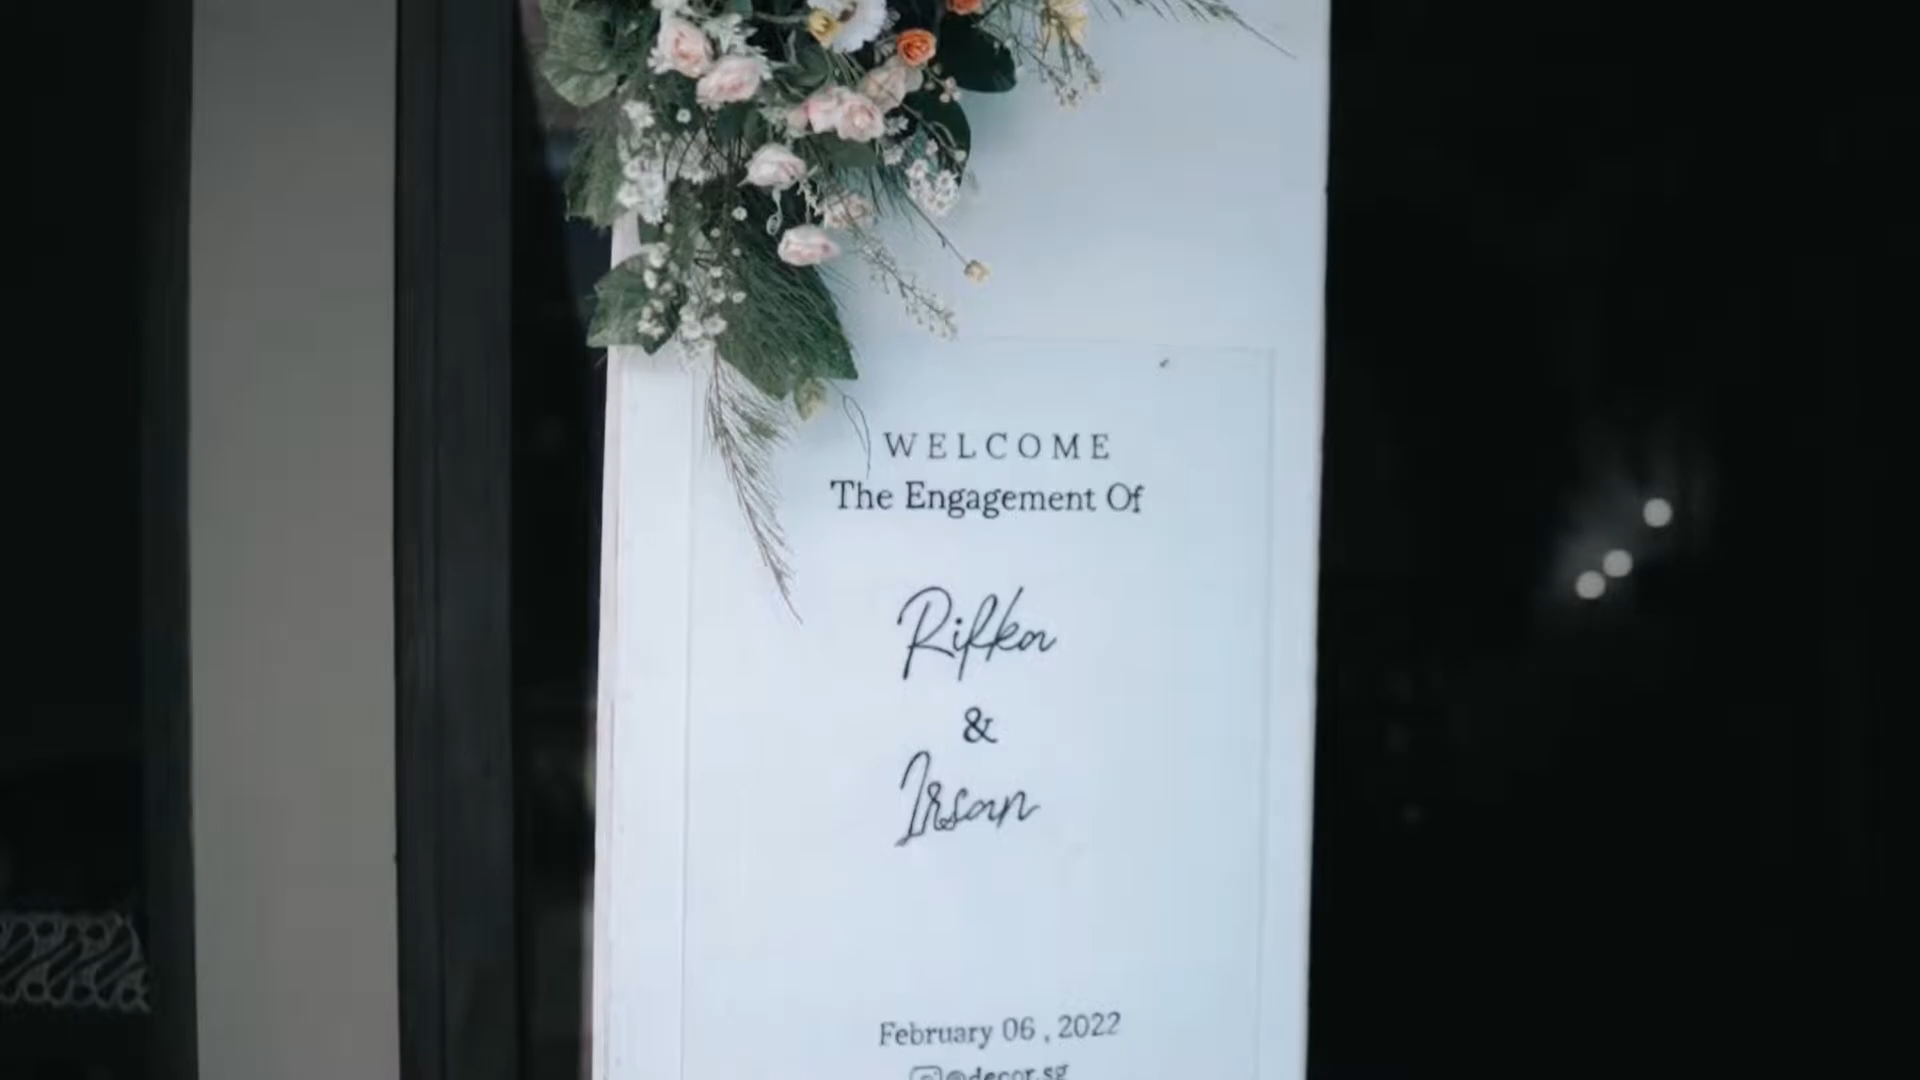 WELCOME
The Engagement Of
Rifka
&
Irsan
February 06 , 2022
@decor.sg